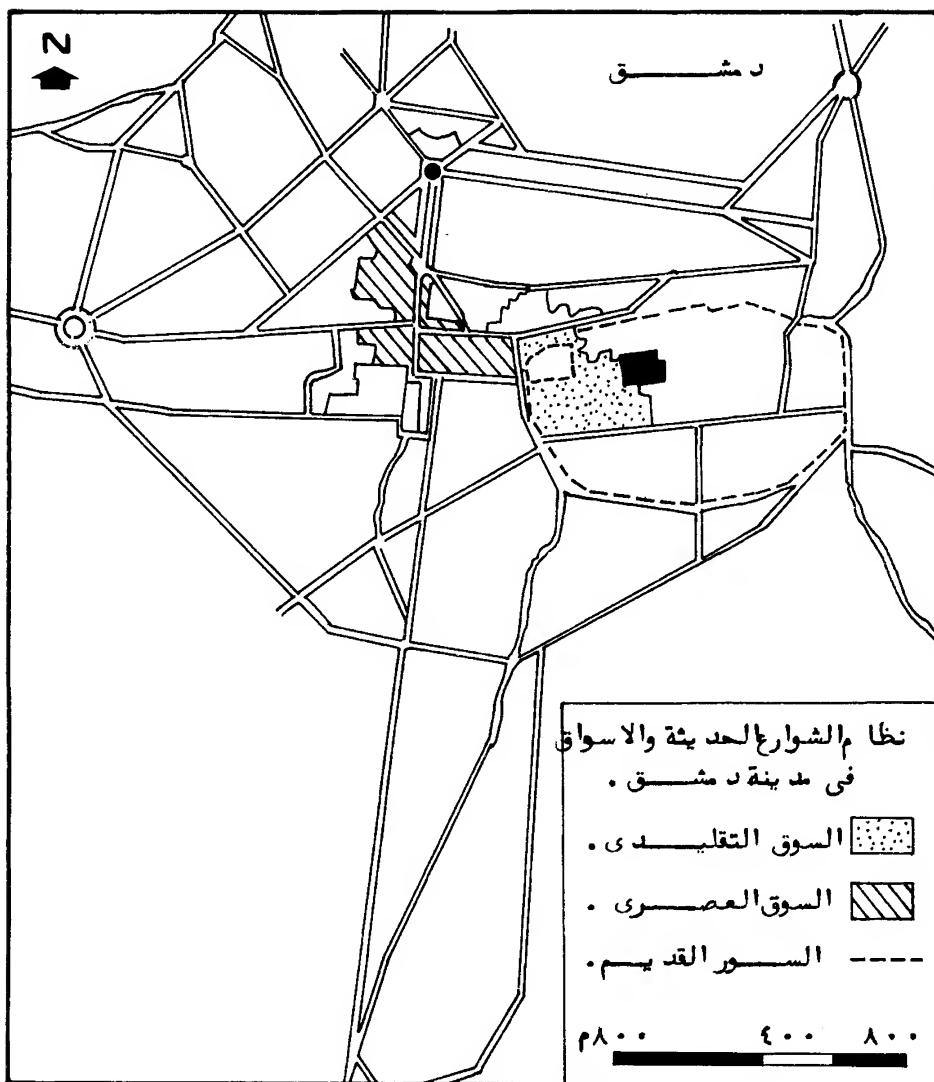 N
دمشق
نظام الشوارع الحديثة والاسواق
فى مدينة دمشق .
السوق التقليدى .
السوق العصرى .
السور القديم .
٨٠٠ ٤٠٠ ٨٠٠م